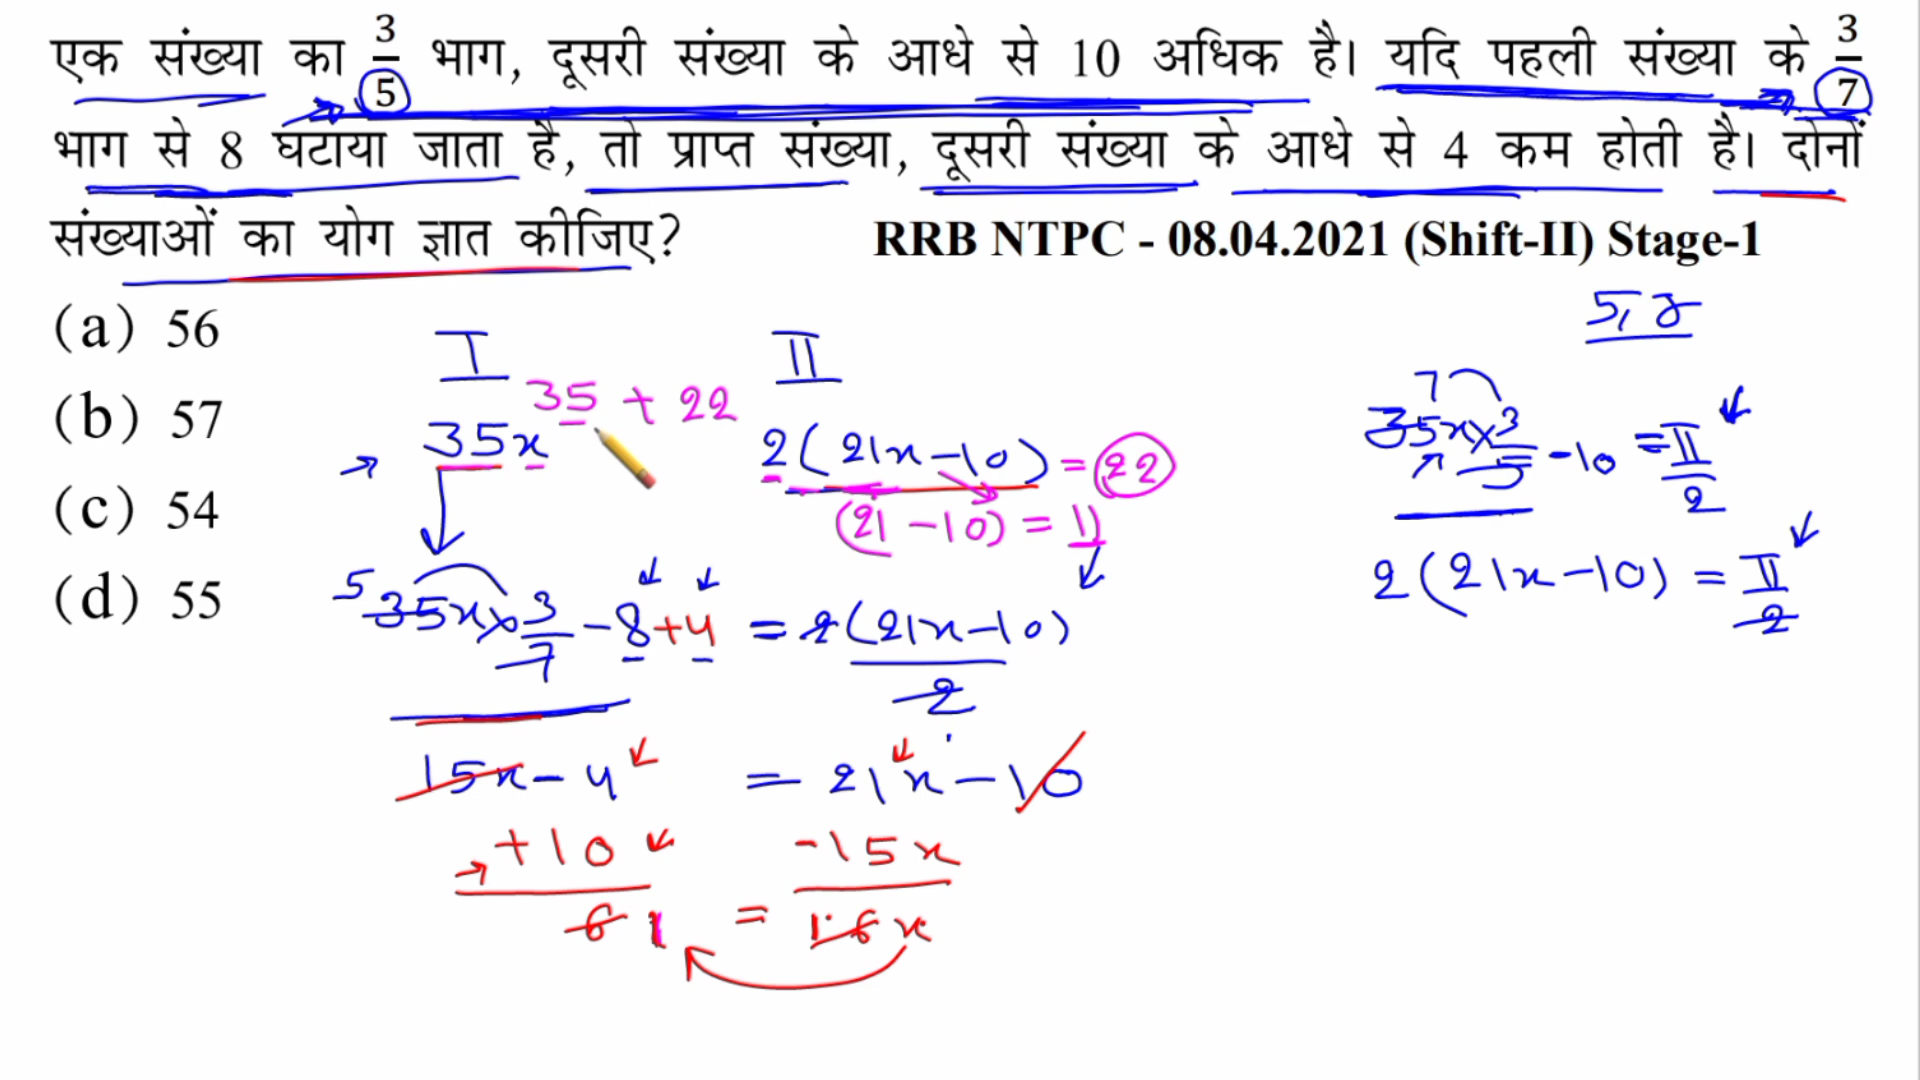 एक संख्या का 3/5 भाग, दूसरी संख्या के आधे से 10 अधिक है। यदि पहली संख्या के 3/7
भाग से 8 घटाया जाता है, तो प्राप्त संख्या, दूसरी संख्या के आधे से 4 कम होती है। दोनों
संख्याओं का योग ज्ञात कीजिए?
RRB NTPC - 08.04.2021 (Shift-II) Stage-1
(a) 56
(b) 57
(c) 54
(d) 55
I
II
35 + 22
35x
2(21x-10) = 22
(21-10) = 11
5
35x×3/7 -8+4 = 2(21x-10)/2
15x-4 = 21x-10
+10
-15x
6 1 = 6x
7
35x×3/5 -10 = II/2
2(21x-10) = II/2